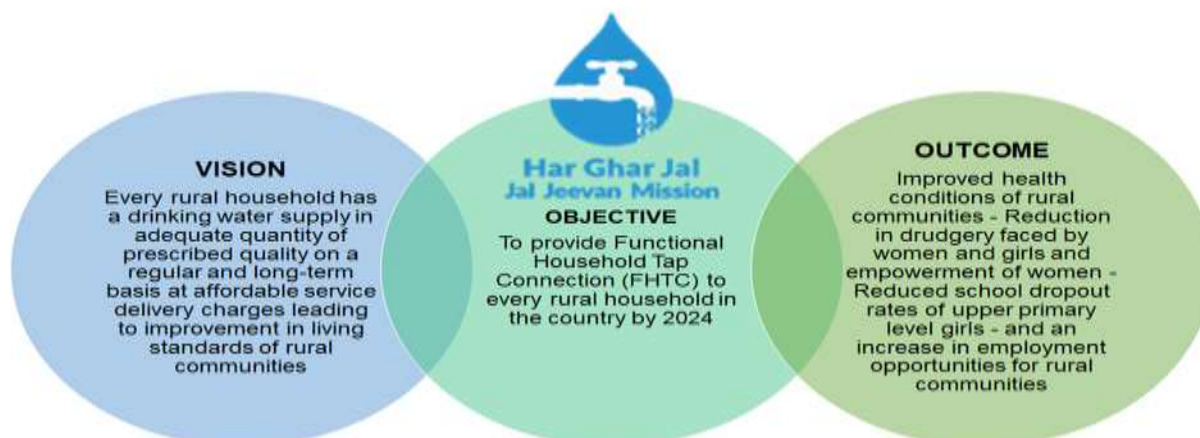 VISION
Every rural household has
a drinking water supply in
adequate quantity of
prescribed quality on a
regular and long-term
basis at affordable service
delivery charges leading
to improvement in living
standards of rural
communities
Har Ghar Jal
Jal Jeevan Mission
OBJECTIVE
To provide Functional
Household Tap
Connection (FHTC) to
every rural household in
the country by 2024
OUTCOME
Improved health
conditions of rural
communities - Reduction
in drudgery faced by
women and girls and
empowerment of women -
Reduced school dropout
rates of upper primary
level girls - and an
increase in employment
opportunities for rural
communities